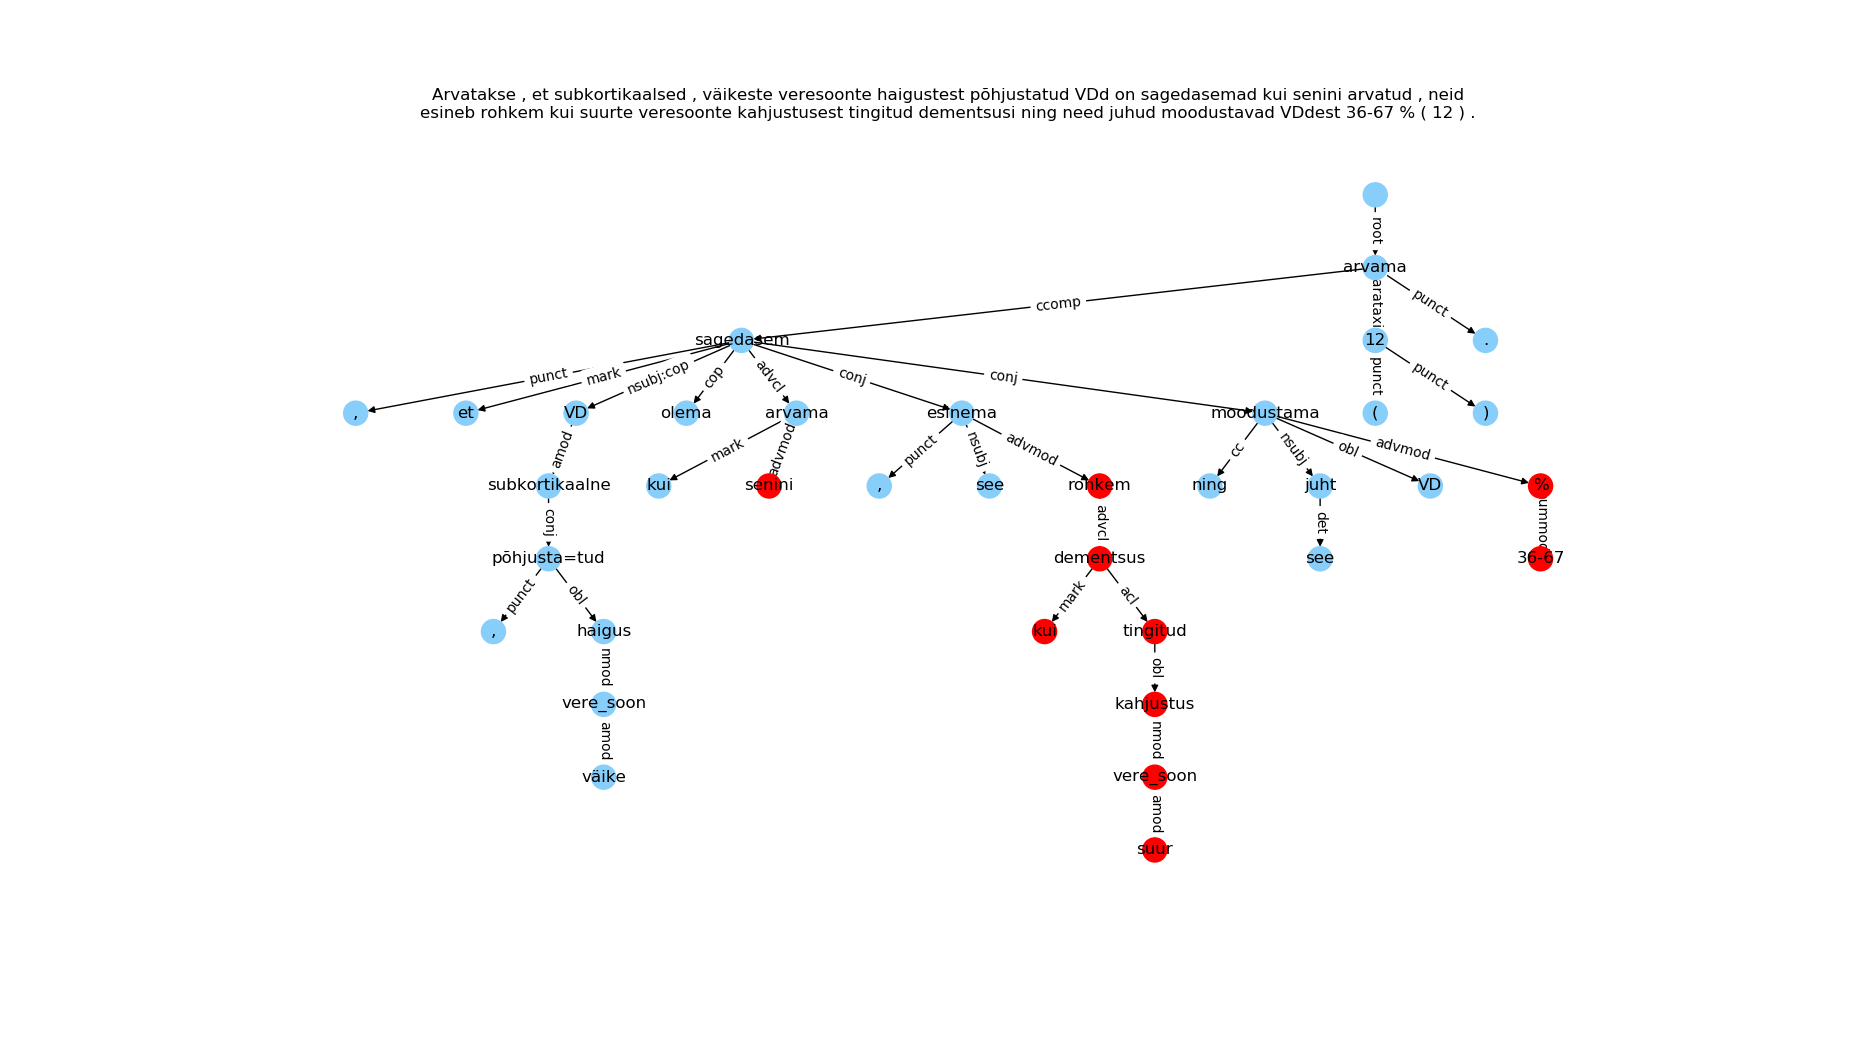 Arvatakse , et subkortikaalsed , väikeste veresoonte haigustest põhjustatud VDd on sagedasemad kui senini arvatud , neid
esineb rohkem kui suurte veresoonte kahjustusest tingitud dementsusi ning need juhud moodustavad VDdest 36-67 % ( 12 ) .
root
arvama
ccomp
arataxi
punct
sagedasem
12
.
punct
mark
nsubj:cop
cop
advcl
conj
conj
punct
punct
,
et
VD
olema
arvama
esinema
moodustama
(
)
amod
mark
advmod
punct
nsubj
advmod
cc
nsubj
obl
advmod
subkortikaalne
kui
senini
,
see
rohkem
ning
juht
VD
%
conj
advcl
det
ummod
põhjusta=tud
dementsus
see
36-67
punct
obl
mark
acl
,
haigus
kui
tingitud
nmod
obl
vere_soon
kahjustus
amod
nmod
väike
vere_soon
amod
suur